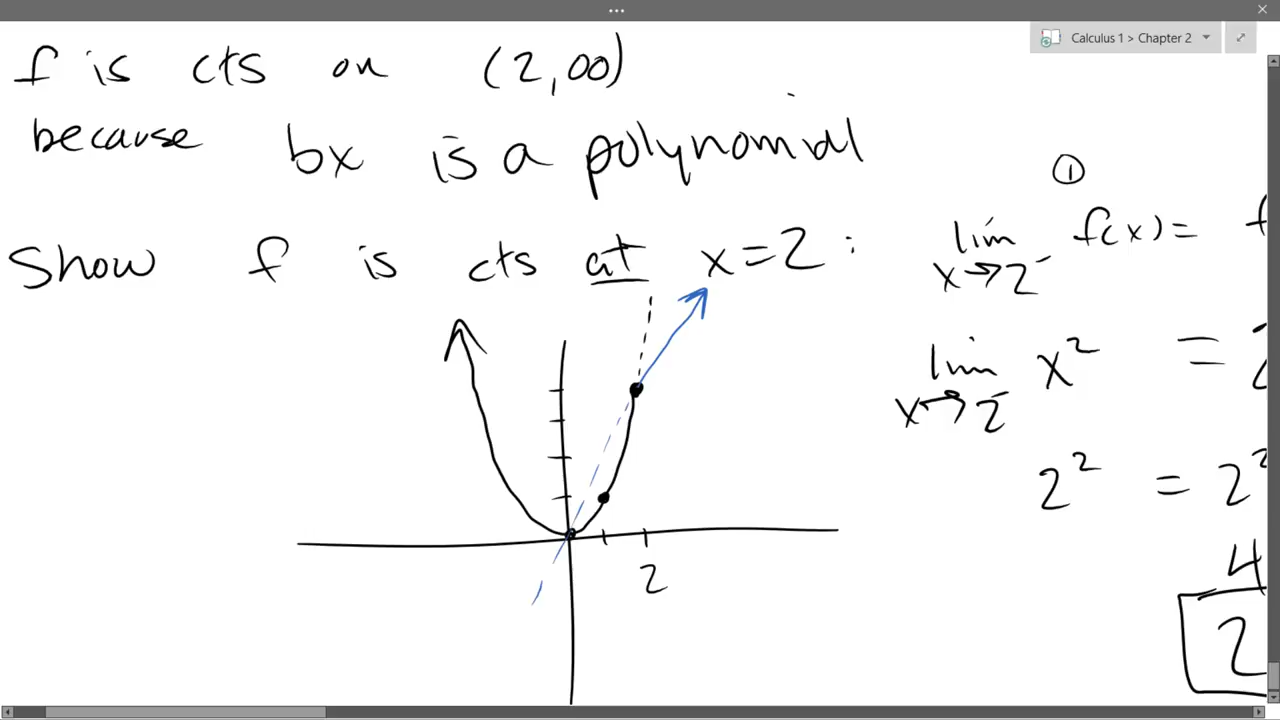 Calculus 1 > Chapter 2
f is cts on (2,∞)
because bx is a polynomial
Show f is cts at x=2:
①
lim f(x)= f
x→2⁻
lim x² = 2
x→2⁻
2² = 2²
4
2
2